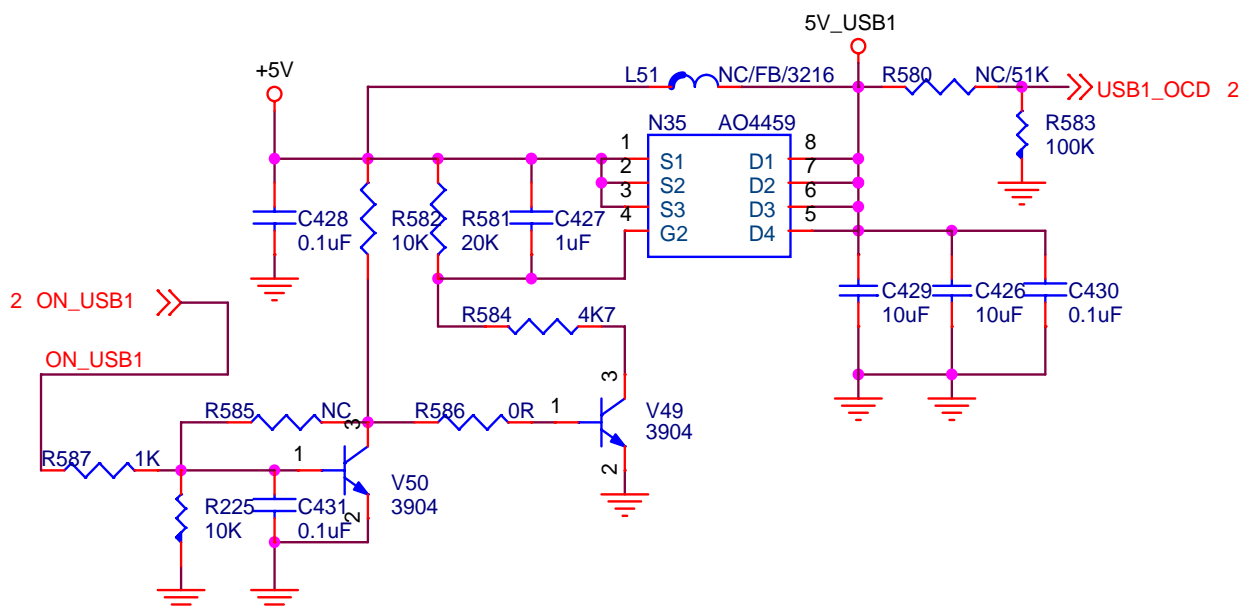 5V_USB1
+5V
L51 NC/FB/3216
R580 NC/51K
USB1_OCD 2
N35 AO4459
R583
100K
1 S1 D1 8
2 S2 D2 7
3 S3 D3 6
4 G2 D4 5
C428
0.1uF
R582
10K
R581
20K
C427
1uF
C429
10uF
C426
10uF
C430
0.1uF
2 ON_USB1
ON_USB1
R584 4K7
R585 NC
R586 0R
3
1
V49
3904
2
R587 1K
3
1
V50
3904
2
R225
10K
C431
0.1uF